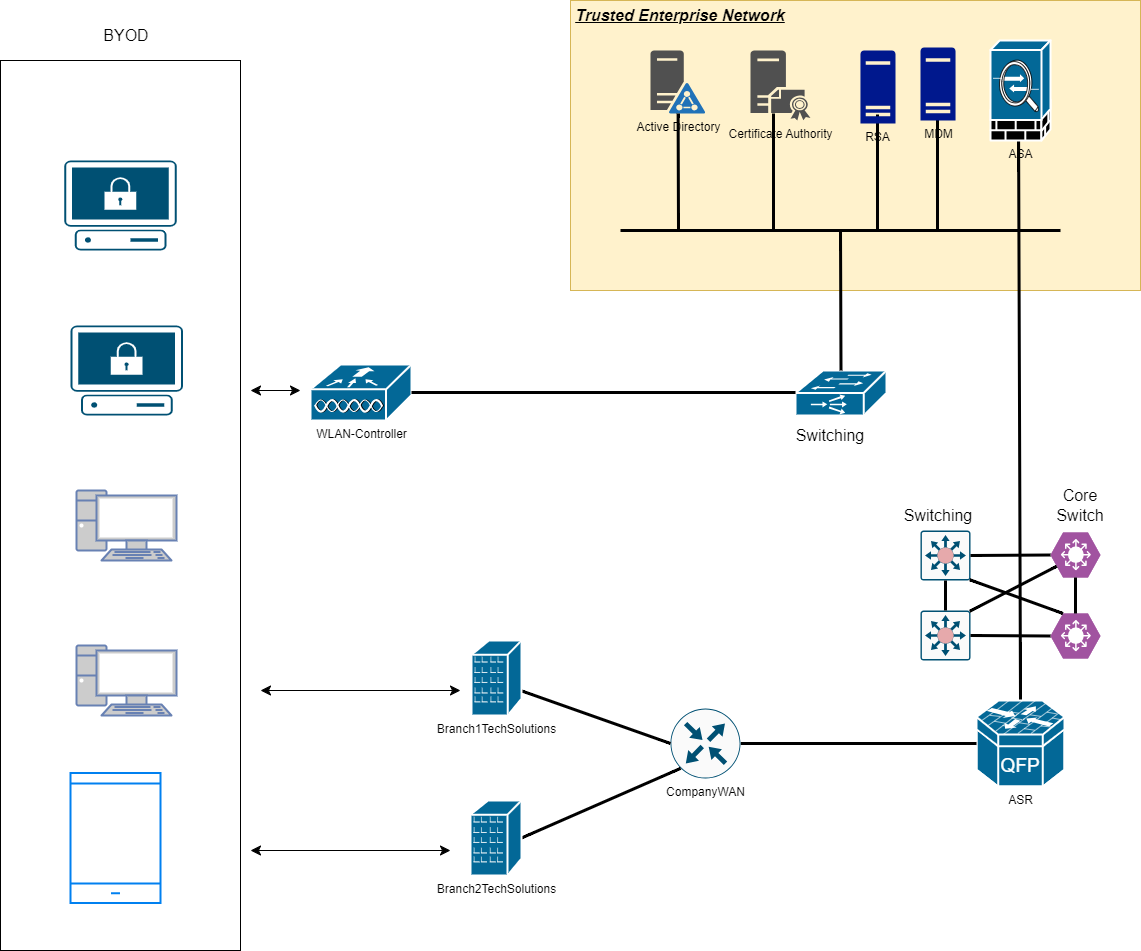 Trusted Enterprise Network
BYOD
Active Directory
Certificate Authority
RSA
MDM
ASA
WLAN-Controller
Switching
Switching
Core
Switch
Branch1TechSolutions
CompanyWAN
QFP
ASR
Branch2TechSolutions